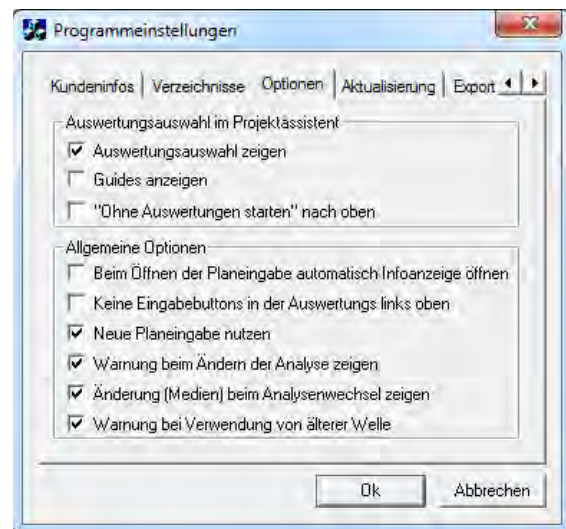 Programmeinstellungen
Kundeninfos Verzeichnisse Optionen Aktualisierung Export
Auswertungsauswahl im Projektassistent
Auswertungsauswahl zeigen
Guides anzeigen
"Ohne Auswertungen starten" nach oben
Allgemeine Optionen
Beim Öffnen der Planeingabe automatisch Infoanzeige öffnen
Keine Eingabebuttons in der Auswertungs links oben
Neue Planeingabe nutzen
Warnung beim Ändern der Analyse zeigen
Änderung (Medien) beim Analysenwechsel zeigen
Warnung bei Verwendung von älterer Welle
Ok Abbrechen